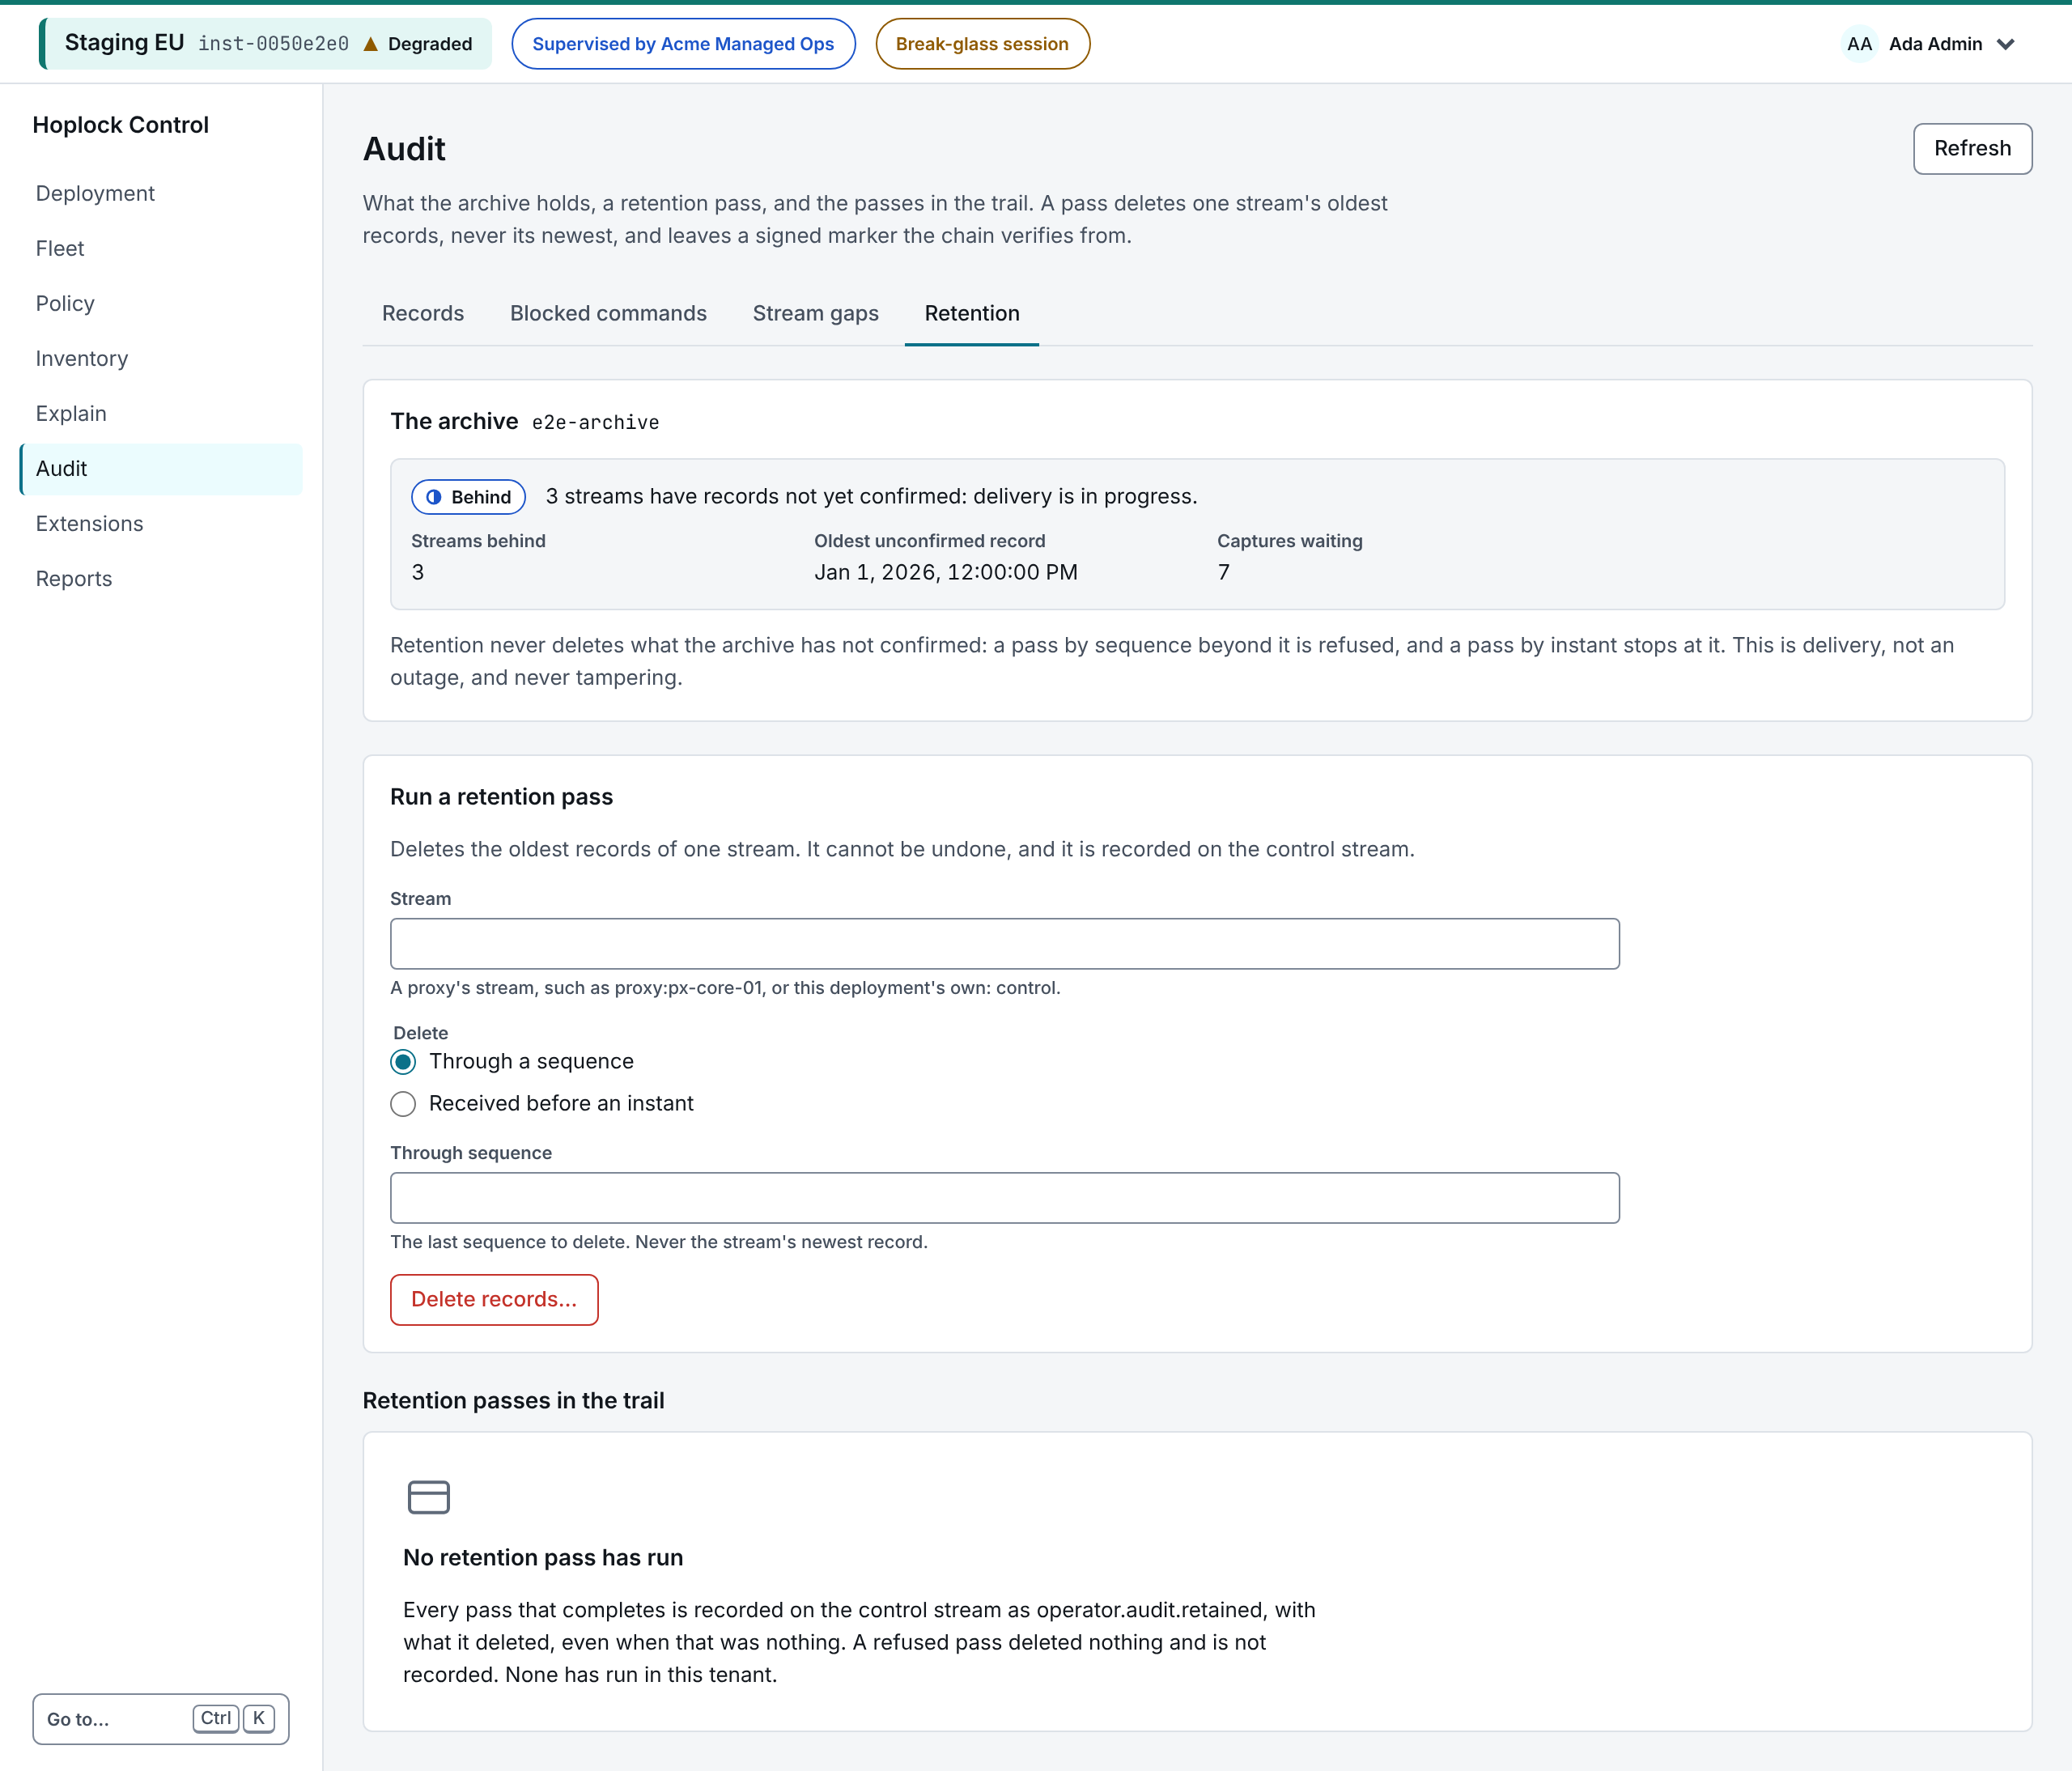 Staging EU inst-0050e2e0 Degraded
Supervised by Acme Managed Ops
Break-glass session
AA Ada Admin
Hoplock Control
Deployment
Fleet
Policy
Inventory
Explain
Audit
Extensions
Reports
Go to...
Ctrl K
Audit
Refresh
What the archive holds, a retention pass, and the passes in the trail. A pass deletes one stream's oldest
records, never its newest, and leaves a signed marker the chain verifies from.
Records Blocked commands Stream gaps Retention
The archive e2e-archive
Behind 3 streams have records not yet confirmed: delivery is in progress.
Streams behind Oldest unconfirmed record Captures waiting
3 Jan 1, 2026, 12:00:00 PM 7
Retention never deletes what the archive has not confirmed: a pass by sequence beyond it is refused, and a pass by instant stops at it. This is delivery, not an
outage, and never tampering.
Run a retention pass
Deletes the oldest records of one stream. It cannot be undone, and it is recorded on the control stream.
Stream
A proxy's stream, such as proxy:px-core-01, or this deployment's own: control.
Delete
Through a sequence
Received before an instant
Through sequence
The last sequence to delete. Never the stream's newest record.
Delete records...
Retention passes in the trail
No retention pass has run
Every pass that completes is recorded on the control stream as operator.audit.retained, with
what it deleted, even when that was nothing. A refused pass deleted nothing and is not
recorded. None has run in this tenant.